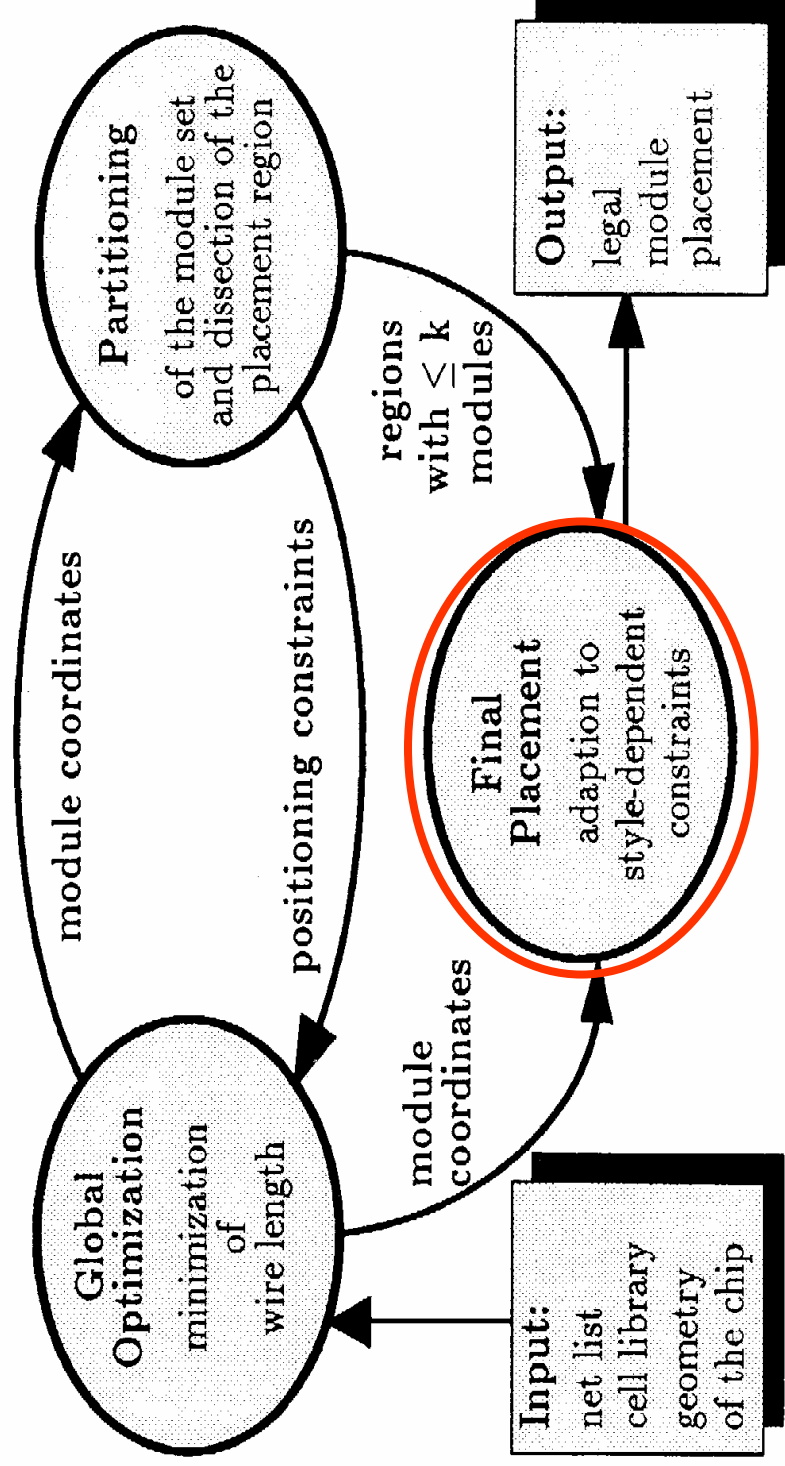 Global
Optimization
minimization
of
wire length
module coordinates
positioning constraints
Partitioning
of the module set
and dissection of the
placement region
module
coordinates
regions
with ≤ k
modules
Final
Placement
adaption to
style-dependent
constraints
Input:
net list
cell library
geometry
of the chip
Output:
legal
module
placement